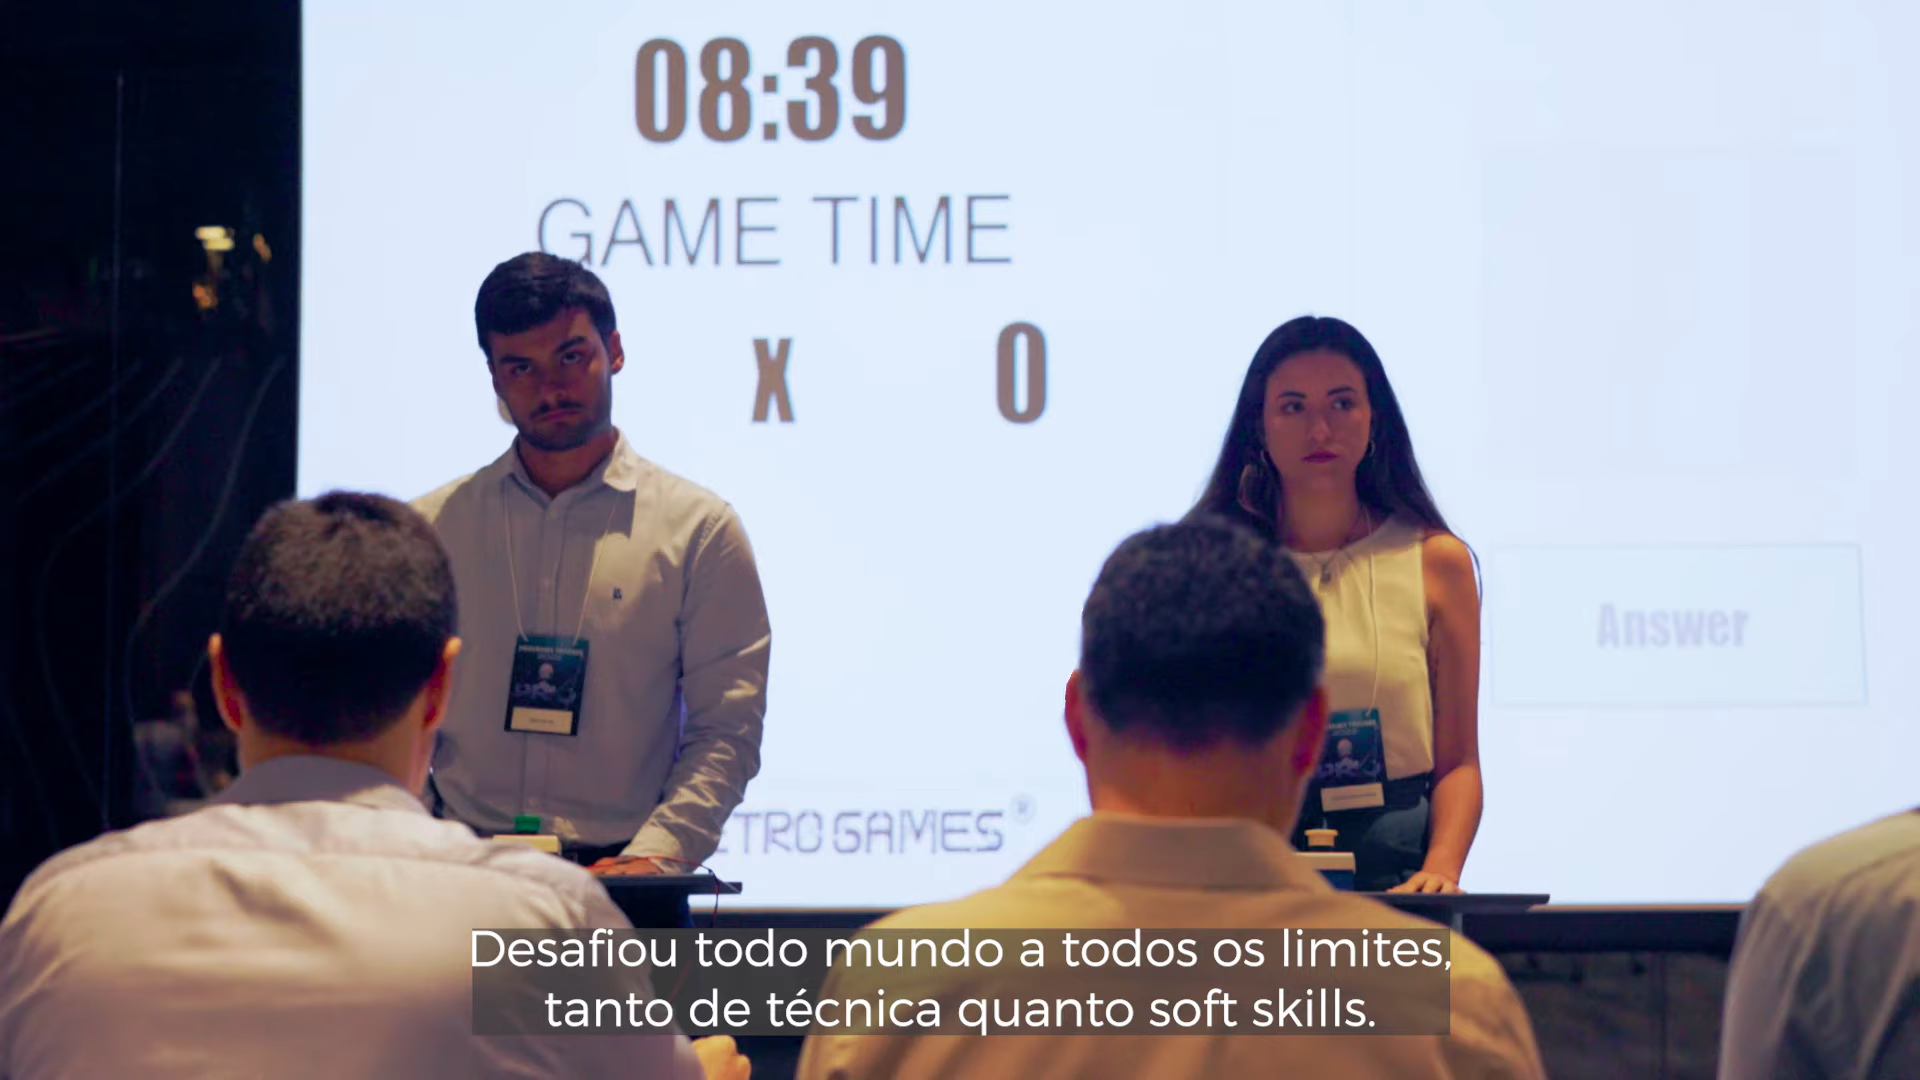 08:39
GAME TIME
x 0
Answer
TRO GAMES®
Desafiou todo mundo a todos os limites,
tanto de técnica quanto soft skills.